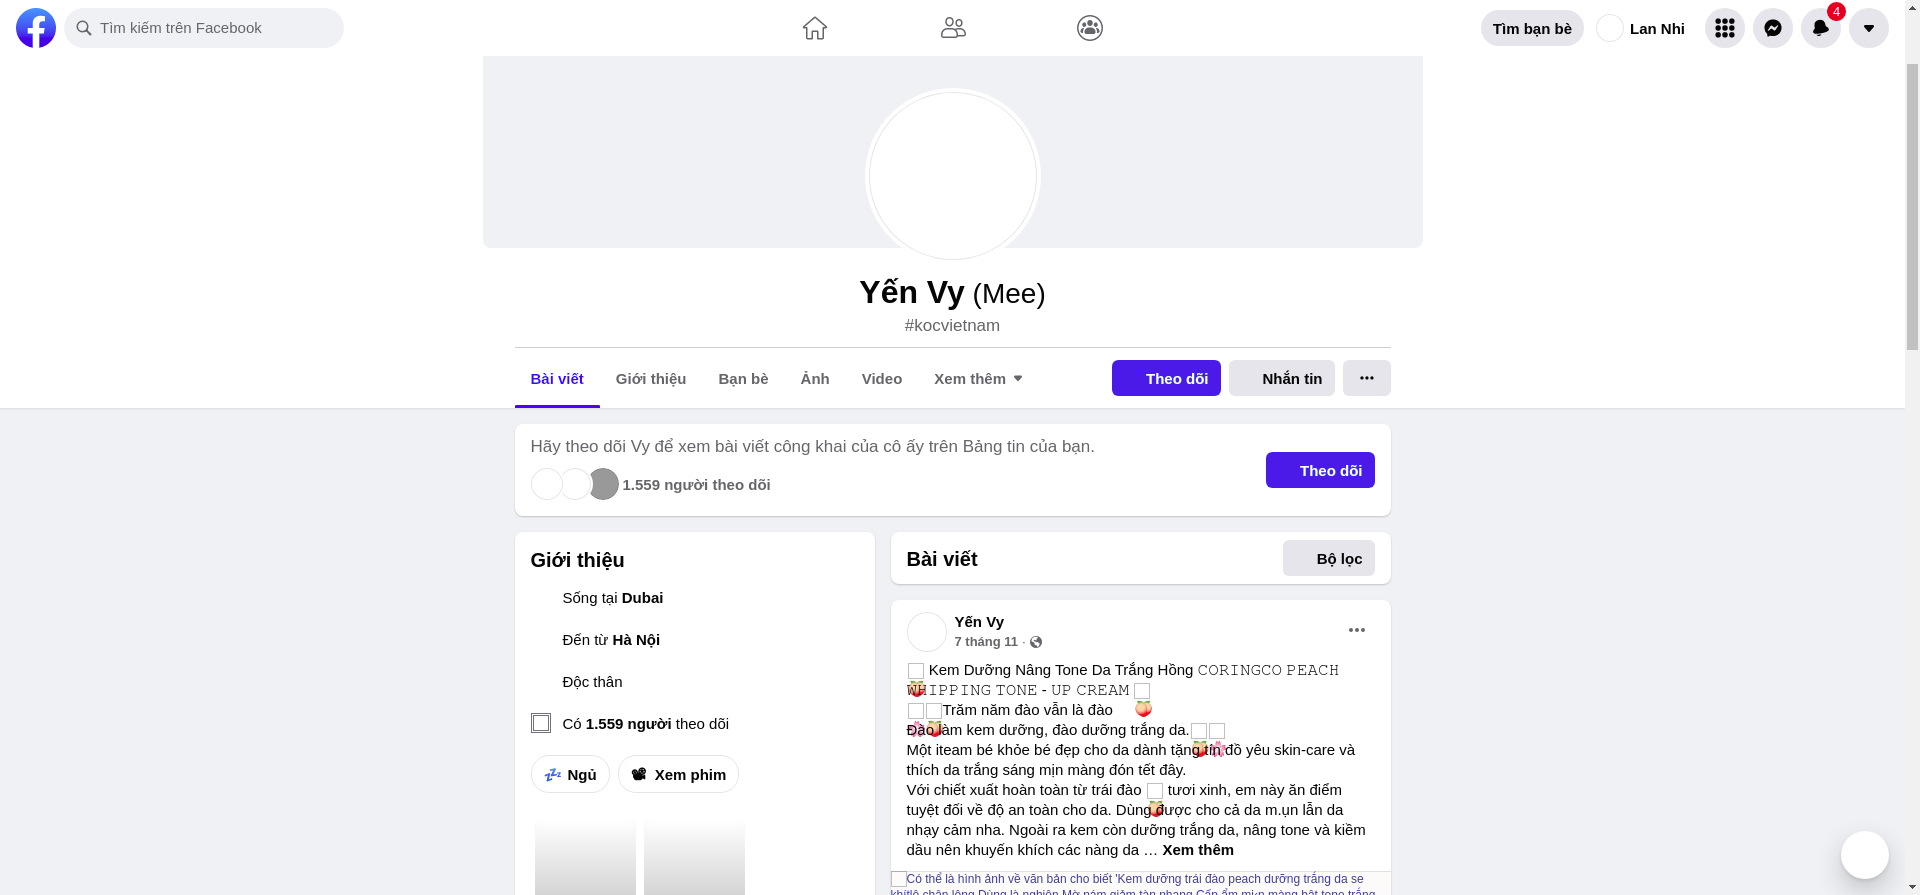 Tìm kiếm trên Facebook
Tìm bạn bè
Lan Nhi
4
Yến Vy (Mee)
#kocvietnam
Bài viết
Giới thiệu
Bạn bè
Ảnh
Video
Xem thêm
Theo dõi
Nhắn tin
Hãy theo dõi Vy để xem bài viết công khai của cô ấy trên Bảng tin của bạn.
1.559 người theo dõi
Theo dõi
Giới thiệu
Sống tại Dubai
Đến từ Hà Nội
Độc thân
Có 1.559 người theo dõi
💤 Ngủ
📽 Xem phim
Bài viết
Bộ lọc
Yến Vy
7 tháng 11 ·
🍑 Kem Dưỡng Nâng Tone Da Trắng Hồng 𝙲𝙾𝚁𝙸𝙽𝙶𝙲𝙾 𝙿𝙴𝙰𝙲𝙷
𝚆𝙷𝙸𝙿𝙿𝙸𝙽𝙶 𝚃𝙾𝙽𝙴 - 𝚄𝙿 𝙲𝚁𝙴𝙰𝙼 🍑
🌸🍑Trăm năm đào vẫn là đào
Đào làm kem dưỡng, đào dưỡng trắng da.🍑🌸
Một iteam bé khỏe bé đẹp cho da dành tặng tín đồ yêu skin-care và
thích da trắng sáng mịn màng đón tết đây.
Với chiết xuất hoàn toàn từ trái đào 🍑 tươi xinh, em này ăn điểm
tuyệt đối về độ an toàn cho da. Dùng được cho cả da m.ụn lẫn da
nhạy cảm nha. Ngoài ra kem còn dưỡng trắng da, nâng tone và kiềm
dầu nên khuyến khích các nàng da … Xem thêm
Có thể là hình ảnh về văn bản cho biết 'Kem dưỡng trái đào peach dưỡng trắng da se